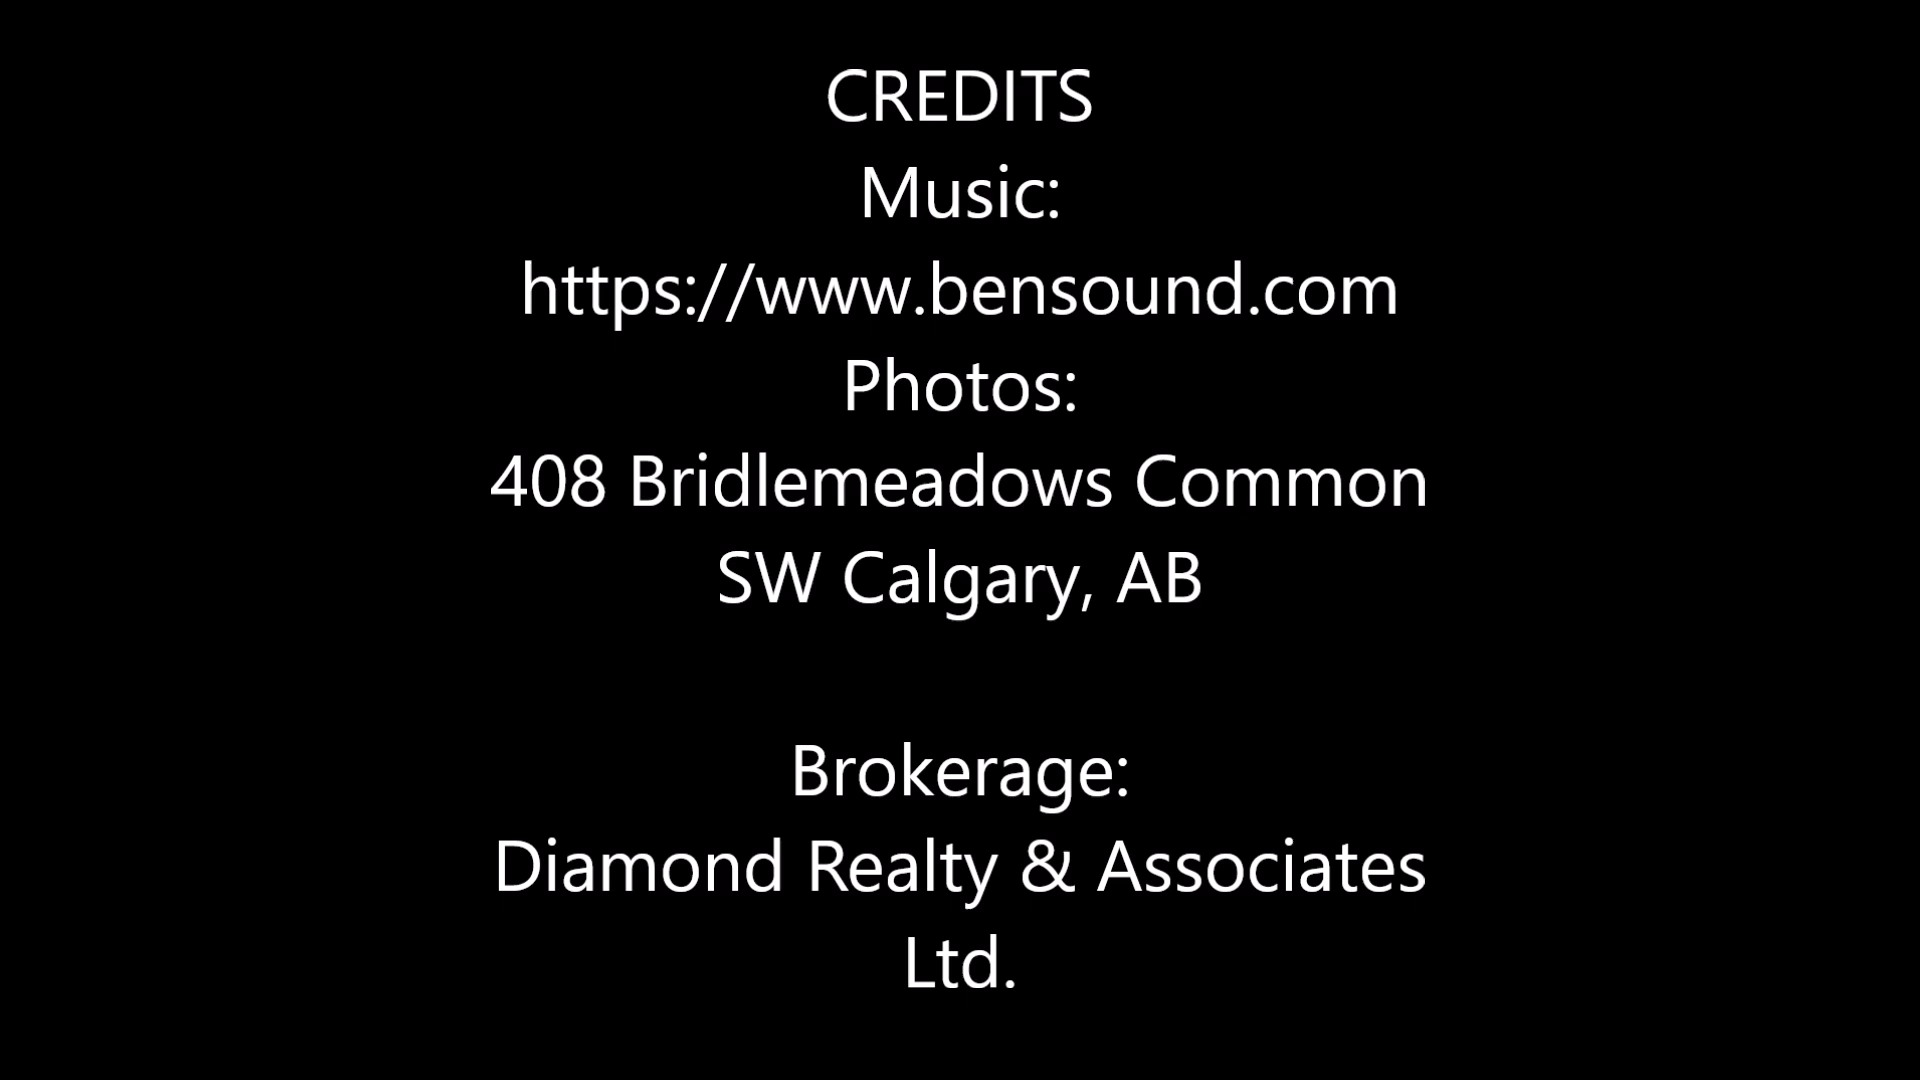 CREDITS
Music:
https://www.bensound.com
Photos:
408 Bridlemeadows Common
SW Calgary, AB
Brokerage:
Diamond Realty & Associates
Ltd.